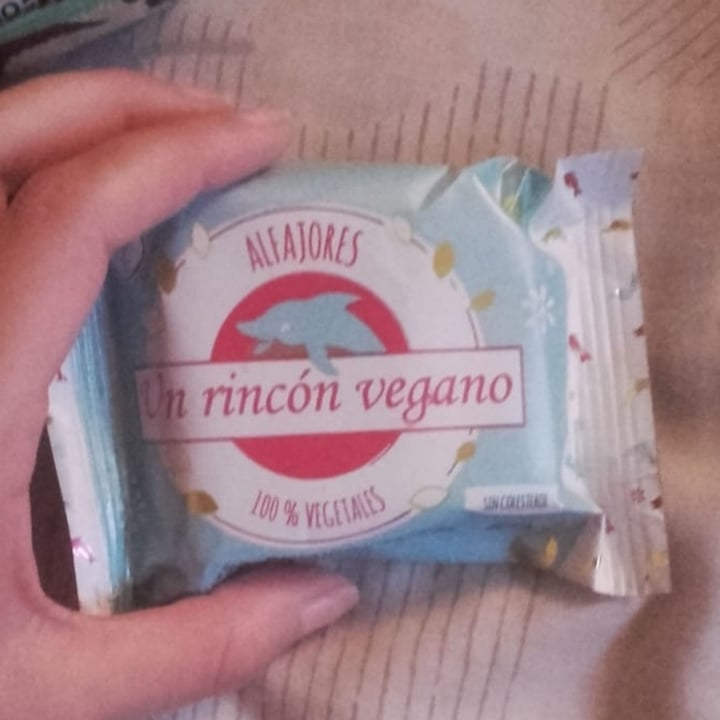 ALFAJORES
Un rincón vegano
100 % VEGETALES
SIN COLESTEROL